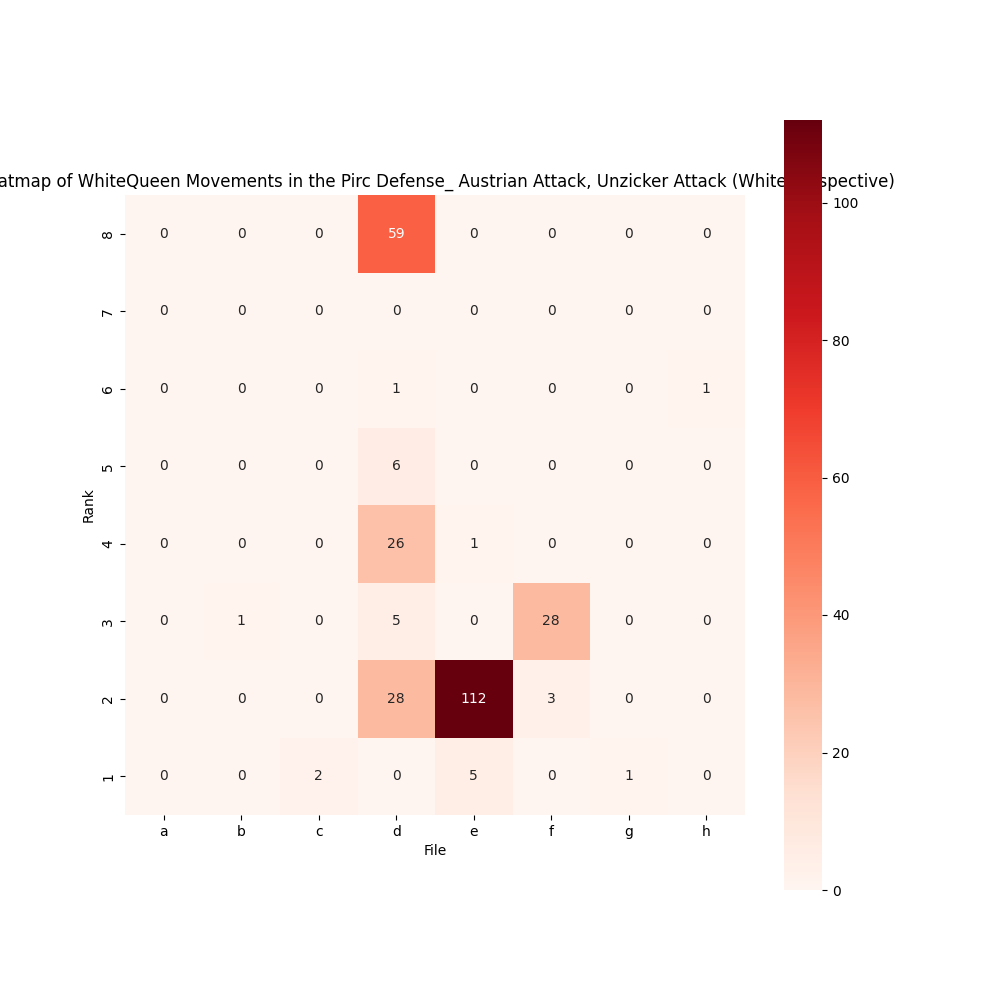 atmap of WhiteQueen Movements in the Pirc Defense_ Austrian Attack, Unzicker Attack (White spective)
8 0 0 0 59 0 0 0 0
7 0 0 0 0 0 0 0 0
6 0 0 0 1 0 0 0 1
5 0 0 0 6 0 0 0 0
4 0 0 0 26 1 0 0 0
3 0 1 0 5 0 28 0 0
2 0 0 0 28 112 3 0 0
1 0 0 2 0 5 0 1 0
a b c d e f g h
File
Rank
100
80
60
40
20
0